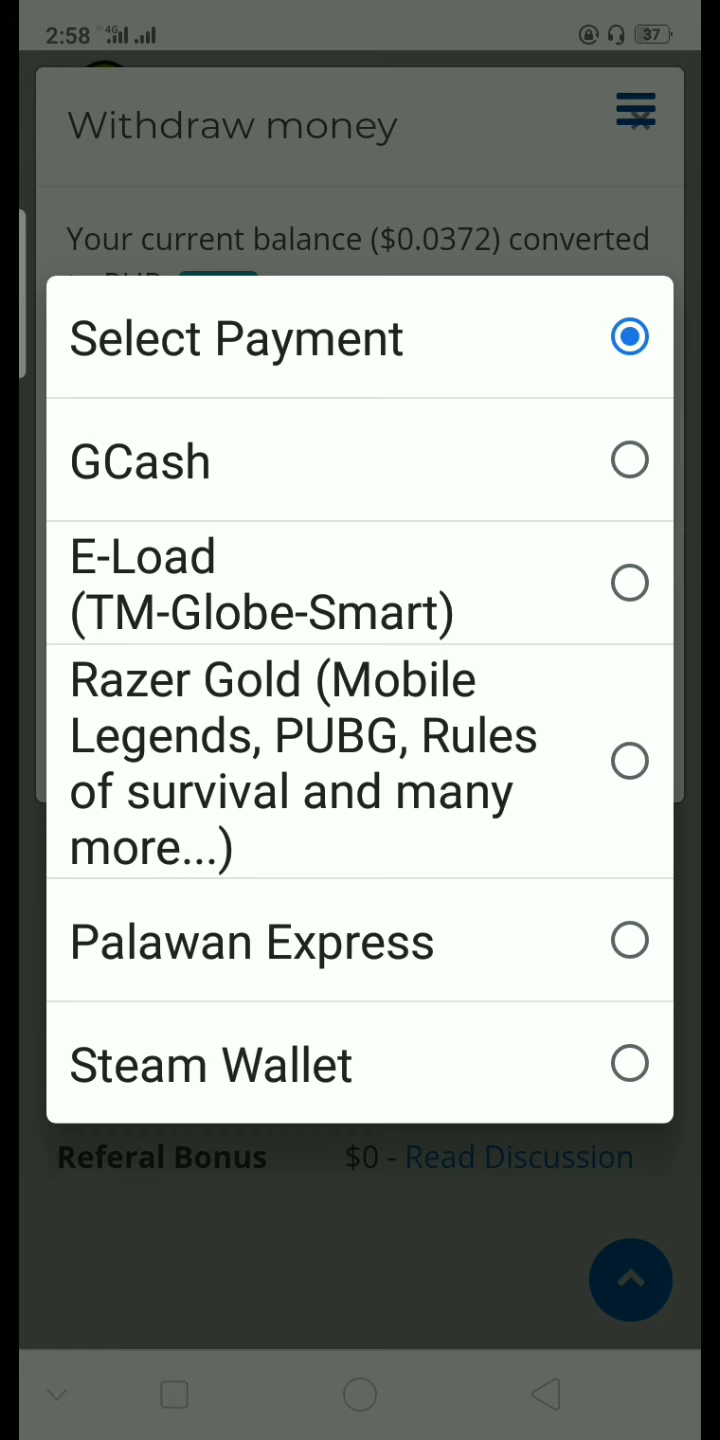 2:58 4G 37
Withdraw money
Your current balance ($0.0372) converted
Select Payment
GCash
E-Load
(TM-Globe-Smart)
Razer Gold (Mobile
Legends, PUBG, Rules
of survival and many
more...)
Palawan Express
Steam Wallet
Referal Bonus $0 - Read Discussion